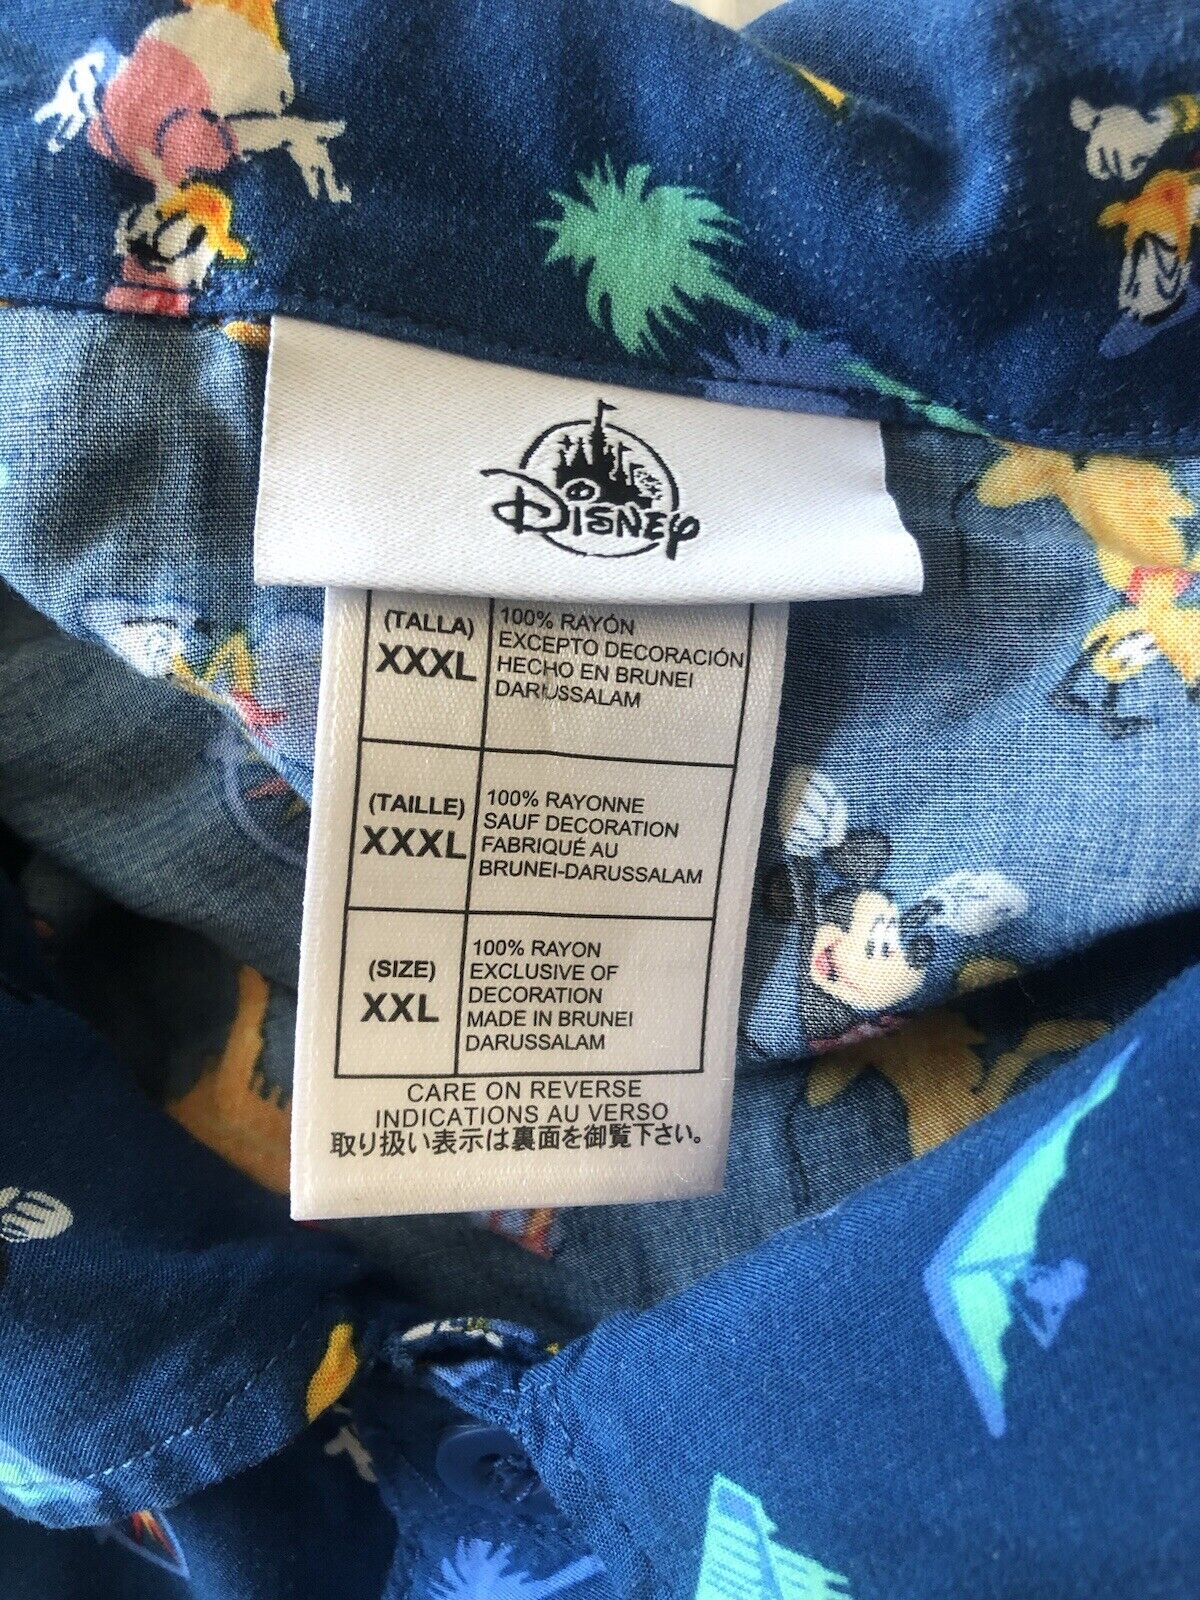 Disney
(TALLA)
XXXL
100% RAYÓN
EXCEPTO DECORACIÓN
HECHO EN BRUNEI
DARUSSALAM
(TAILLE)
XXXL
100% RAYONNE
SAUF DECORATION
FABRIQUÉ AU
BRUNEI-DARUSSALAM
(SIZE)
XXL
100% RAYON
EXCLUSIVE OF
DECORATION
MADE IN BRUNEI
DARUSSALAM
CARE ON REVERSE
INDICATIONS AU VERSO
取り扱い表示は裏面を御覧下さい。